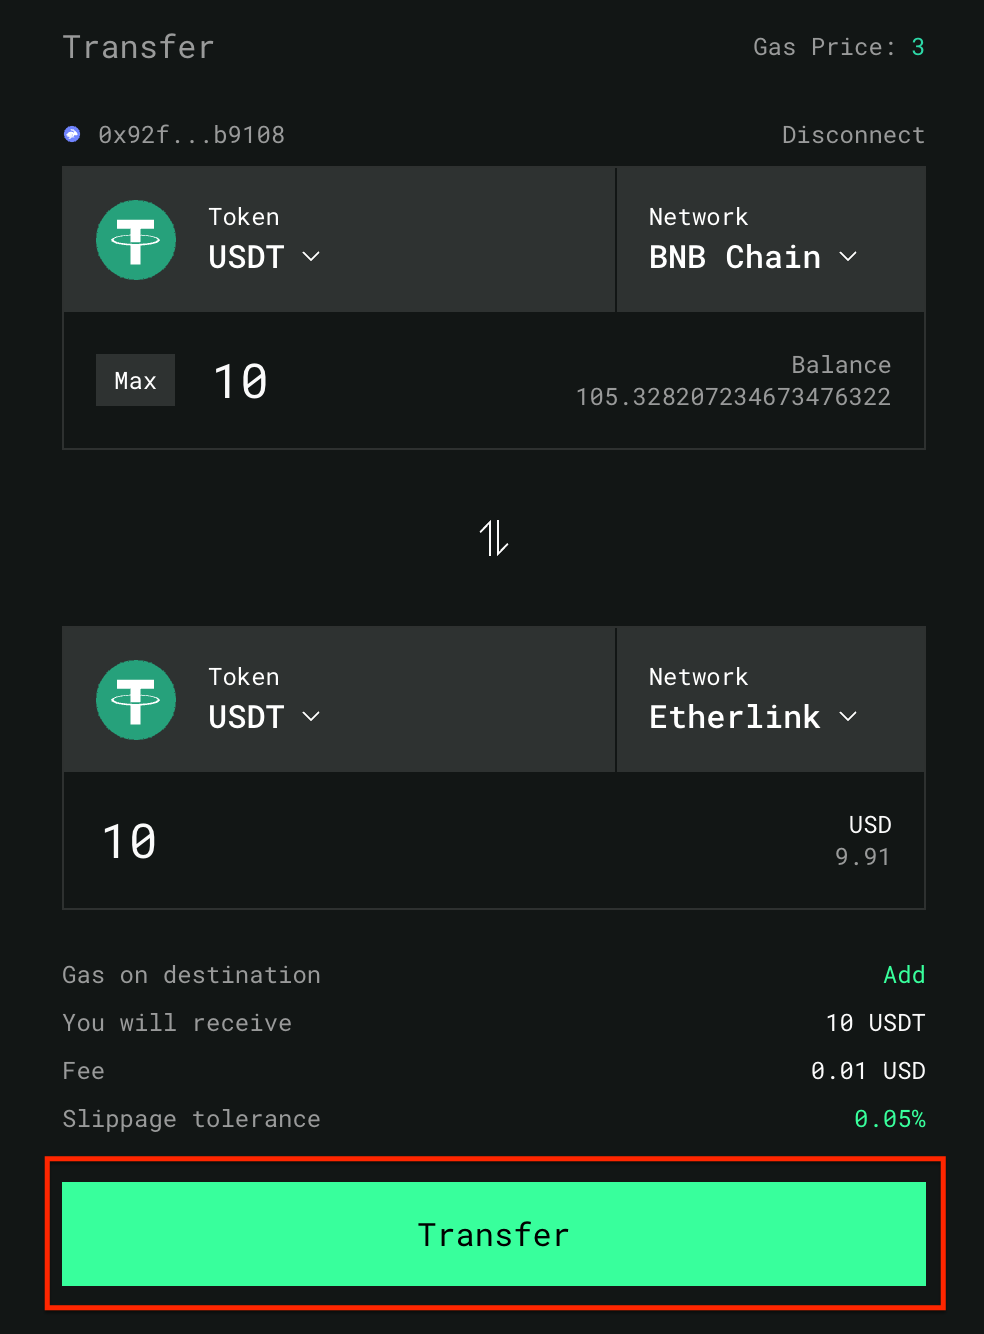 Transfer
Gas Price: 3
0x92f...b9108
Disconnect
Token
USDT
Network
BNB Chain
Max
10
Balance
105.328207234673476322
Token
USDT
Network
Etherlink
10
USD
9.91
Gas on destination
Add
You will receive
10 USDT
Fee
0.01 USD
Slippage tolerance
0.05%
Transfer